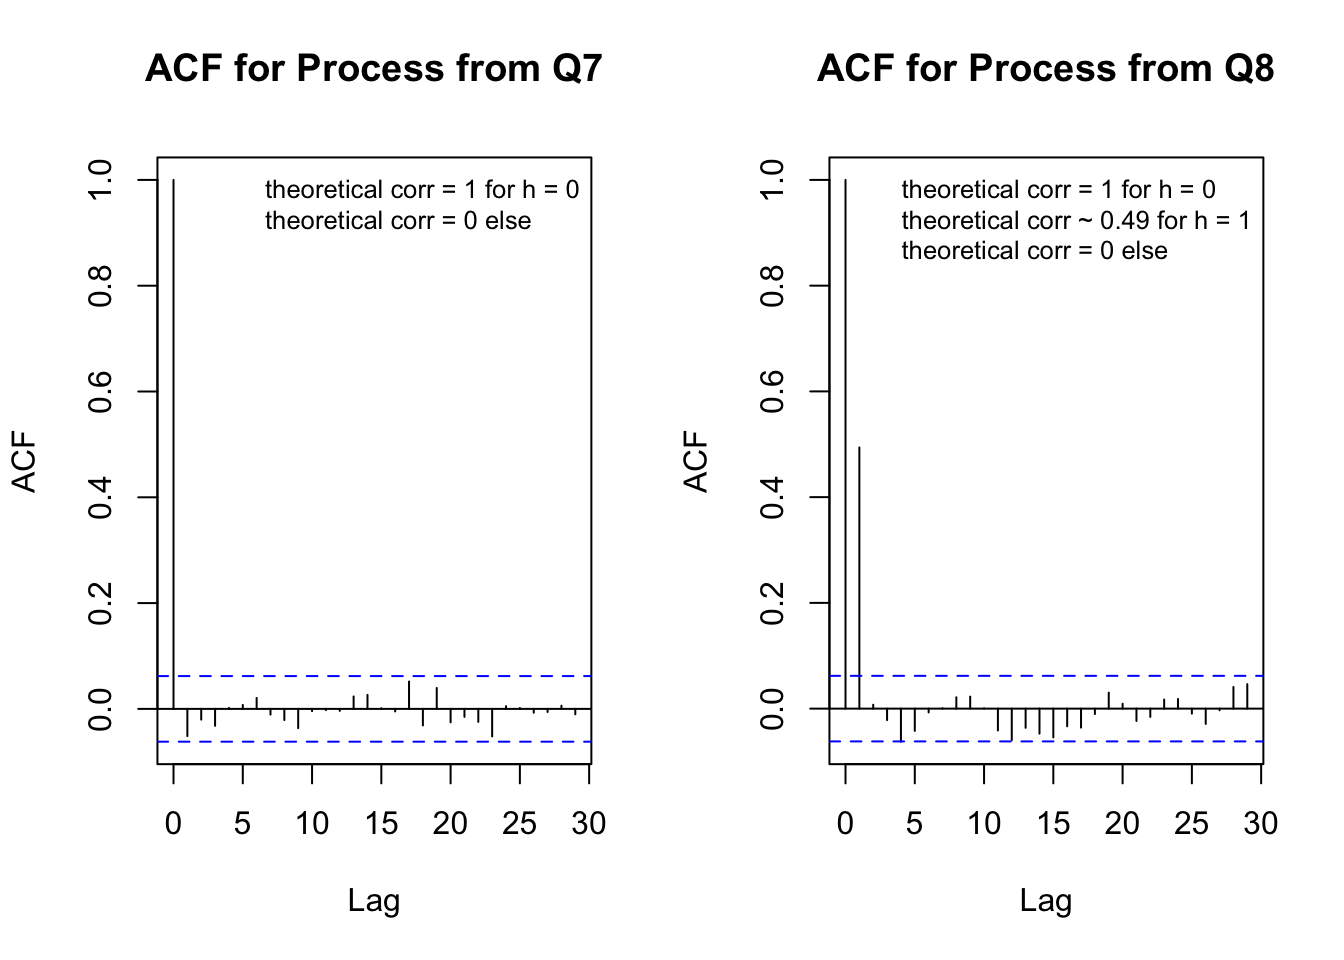 ACF for Process from Q7
theoretical corr = 1 for h = 0
theoretical corr = 0 else
ACF
1.0
0.8
0.6
0.4
0.2
0.0
0 5 10 15 20 25 30
Lag
ACF for Process from Q8
theoretical corr = 1 for h = 0
theoretical corr ~ 0.49 for h = 1
theoretical corr = 0 else
ACF
1.0
0.8
0.6
0.4
0.2
0.0
0 5 10 15 20 25 30
Lag